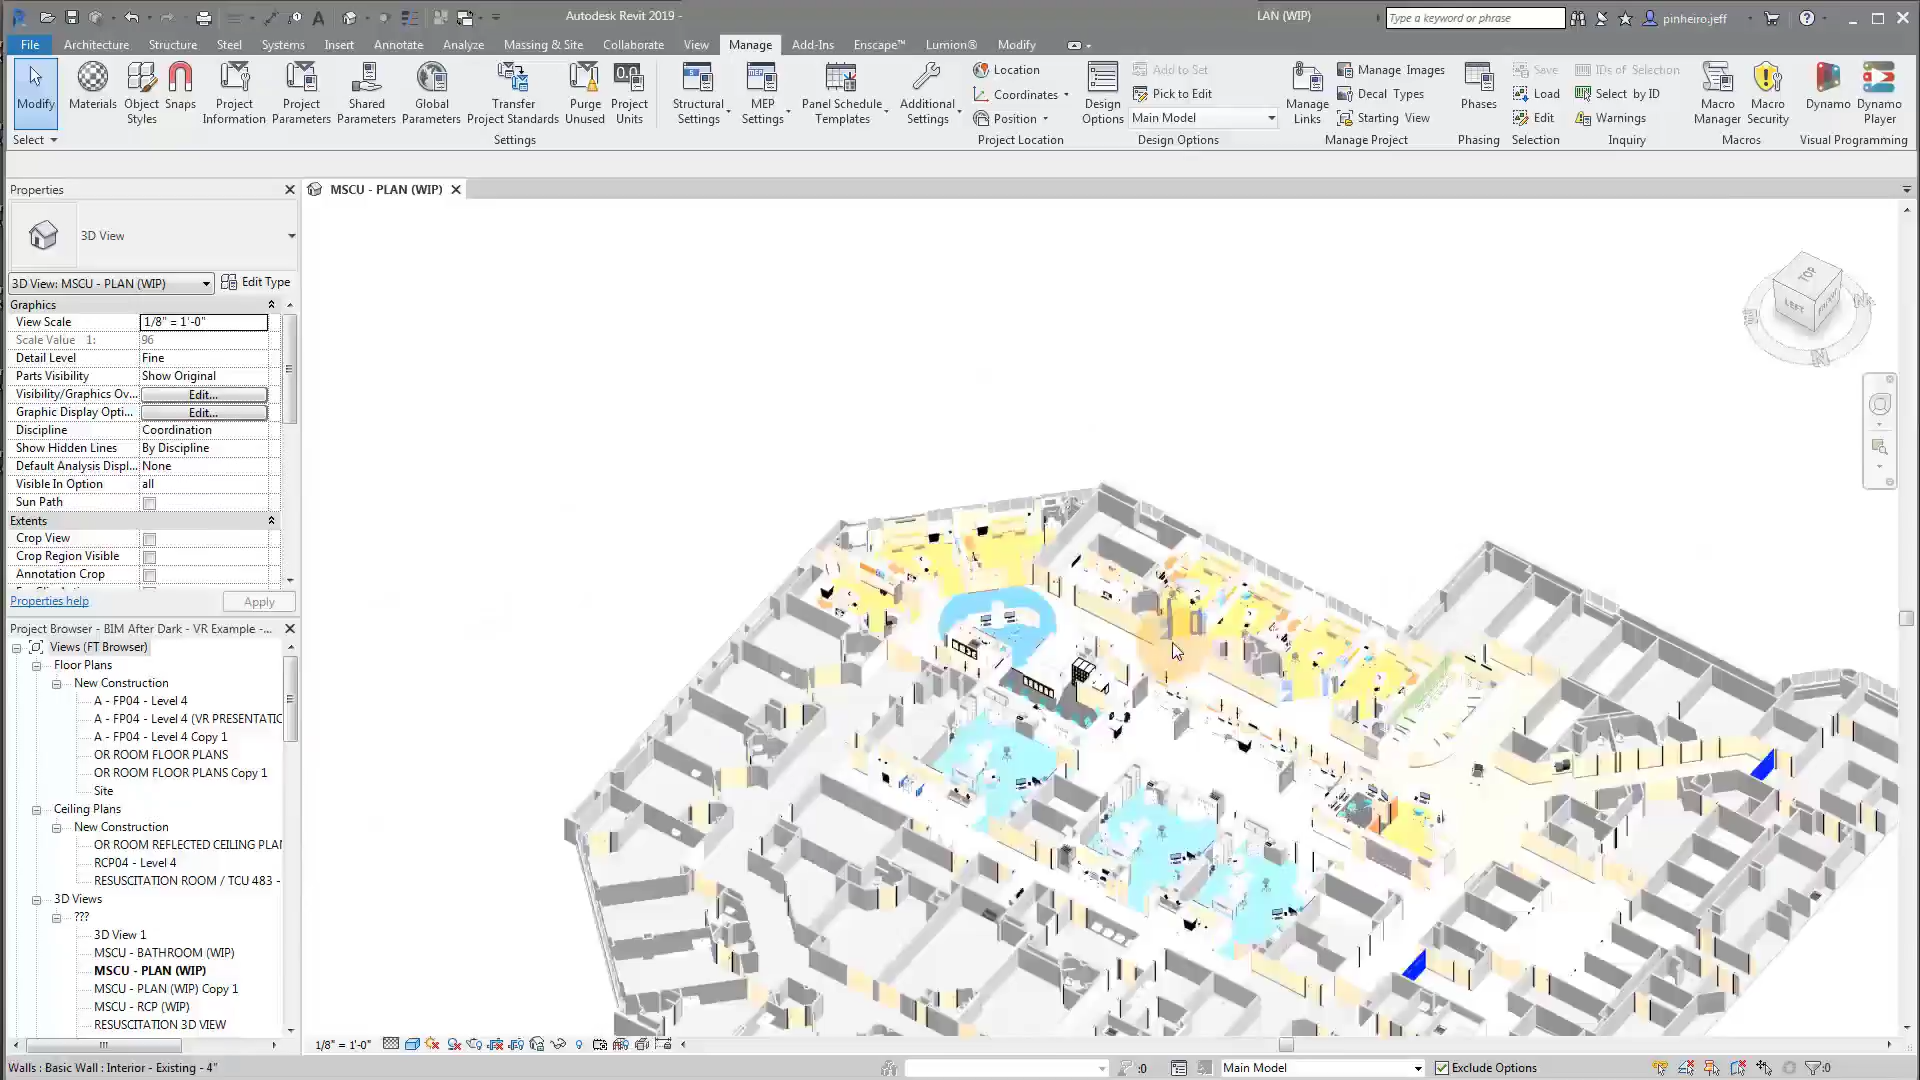 Autodesk Revit 2019 -
LAN (WIP)
Type a keyword or phrase
pinheiro.jeff
File
Architecture
Structure
Steel
Systems
Insert
Annotate
Analyze
Massing & Site
Collaborate
View
Manage
Add-Ins
Enscape™
Lumion®
Modify
Modify
Materials
Object
Styles
Snaps
Project
Information
Project
Parameters
Shared
Parameters
Global
Parameters
Transfer
Project Standards
Purge
Unused
Project
Units
Structural
Settings
MEP
Settings
Panel Schedule
Templates
Additional
Settings
Location
Coordinates
Position
Design
Options
Add to Set
Pick to Edit
Main Model
Manage
Links
Manage Images
Decal Types
Starting View
Phases
Save
Load
Edit
IDs of Selection
Select by ID
Warnings
Macro
Manager
Macro
Security
Dynamo
Dynamo
Player
Select
Settings
Project Location
Design Options
Manage Project
Phasing
Selection
Inquiry
Macros
Visual Programming
Properties
MSCU - PLAN (WIP)
3D View
3D View: MSCU - PLAN (WIP)
Edit Type
Graphics
View Scale 1/8" = 1'-0"
Scale Value 1: 96
Detail Level Fine
Parts Visibility Show Original
Visibility/Graphics Ov... Edit...
Graphic Display Opti... Edit...
Discipline Coordination
Show Hidden Lines By Discipline
Default Analysis Displ... None
Visible In Option all
Sun Path
Extents
Crop View
Crop Region Visible
Annotation Crop
Properties help
Apply
Project Browser - BIM After Dark - VR Example -...
Views (FT Browser)
Floor Plans
New Construction
A - FP04 - Level 4
A - FP04 - Level 4 (VR PRESENTATIC
A - FP04 - Level 4 Copy 1
OR ROOM FLOOR PLANS
OR ROOM FLOOR PLANS Copy 1
Site
Ceiling Plans
New Construction
OR ROOM REFLECTED CEILING PLAN
RCP04 - Level 4
RESUSCITATION ROOM / TCU 483 -
3D Views
???
3D View 1
MSCU - BATHROOM (WIP)
MSCU - PLAN (WIP)
MSCU - PLAN (WIP) Copy 1
MSCU - RCP (WIP)
RESUSCITATION 3D VIEW
TOP
LEFT
FRONT
1/8" = 1'-0"
Walls : Basic Wall : Interior - Existing - 4"
:0
Main Model
Exclude Options
:0